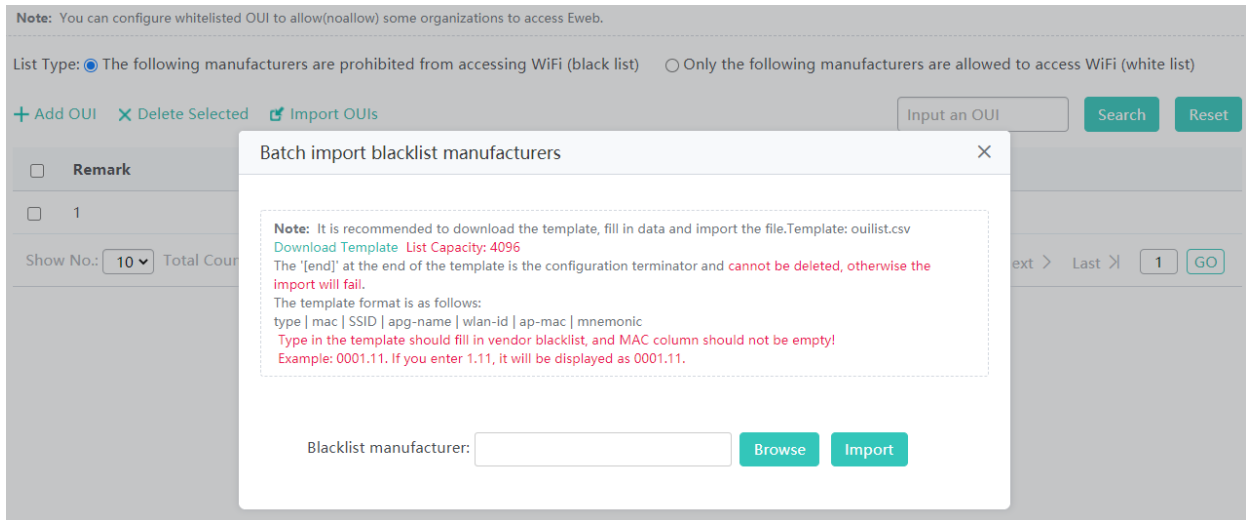 Note: You can configure whitelisted OUI to allow(noallow) some organizations to access Eweb.
List Type: The following manufacturers are prohibited from accessing WiFi (black list) Only the following manufacturers are allowed to access WiFi (white list)
+ Add OUI X Delete Selected Import OUIs Input an OUI Search Reset
Batch import blacklist manufacturers
Remark
1
Note: It is recommended to download the template, fill in data and import the file.Template: ouilist.csv
Download Template List Capacity: 4096
Show No.: 10 Total Coun ext > Last 1 GO
The '[end]' at the end of the template is the configuration terminator and cannot be deleted, otherwise the
import will fail.
The template format is as follows:
type | mac | SSID | apg-name | wlan-id | ap-mac | mnemonic
Type in the template should fill in vendor blacklist, and MAC column should not be empty!
Example: 0001.11. If you enter 1.11, it will be displayed as 0001.11.
Blacklist manufacturer: Browse Import